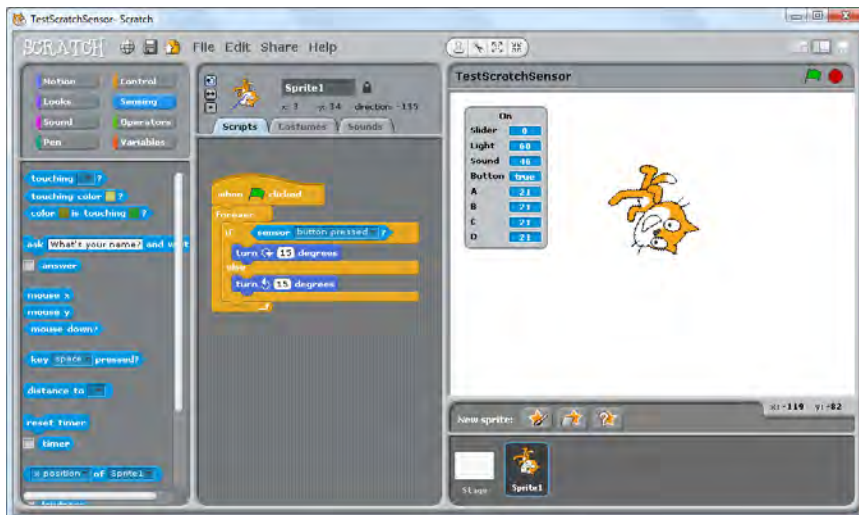 TestScratchSensor- Scratch
SCRATCH
File Edit Share Help
Motion
Control
Looks
Sensing
Sound
Operators
Pen
Variables
touching ?
touching color ?
color is touching ?
ask What's your name? and wait
answer
mouse x
mouse y
mouse down?
key space pressed?
distance to
reset timer
timer
x position of Sprite1
loudness
Sprite1
x: 3 y: 14 direction: -135
Scripts
Costumes
Sounds
when clicked
forever
if sensor button pressed ?
turn 15 degrees
else
turn 15 degrees
TestScratchSensor
On
Slider 0
Light 60
Sound 46
Button true
A 21
B 21
C 21
D 21
x: -119 y: -82
New sprite:
Stage
Sprite1